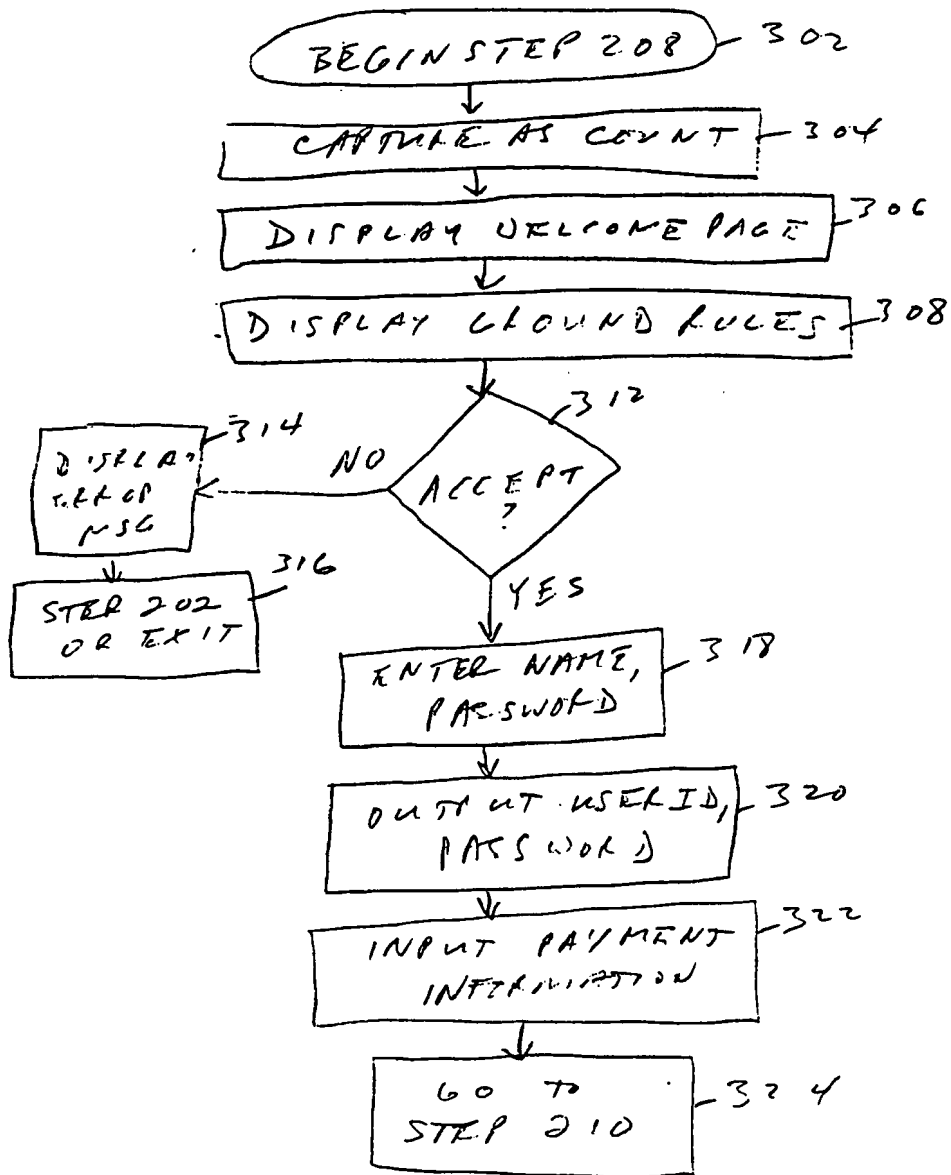 BEGIN STEP 208
302
CAPTURE AS COUNT
304
DISPLAY WELCOME PAGE
306
DISPLAY GROUND RULES
308
312
ACCEPT
?
NO
314
DISPLAY
ERROR
MSG
316
STEP 202
OR EXIT
YES
318
ENTER NAME,
PASSWORD
320
OUTPUT USER ID,
PASSWORD
322
INPUT PAYMENT
INFORMATION
GO TO
STEP 210
324